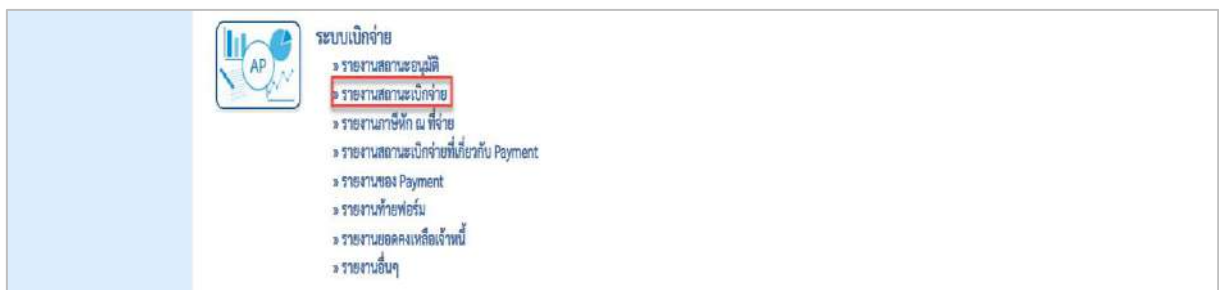 ระบบเบิกจ่าย
AP
» รายงานสถานะอนุมัติ
» รายงานสถานะเบิกจ่าย
» รายงานภาษีหัก ณ ที่จ่าย
» รายงานสถานะเบิกจ่ายที่เกี่ยวกับ Payment
» รายงานของ Payment
» รายงานท้ายฟอร์ม
» รายงานยอดคงเหลือเจ้าหนี้
» รายงานอื่นๆ